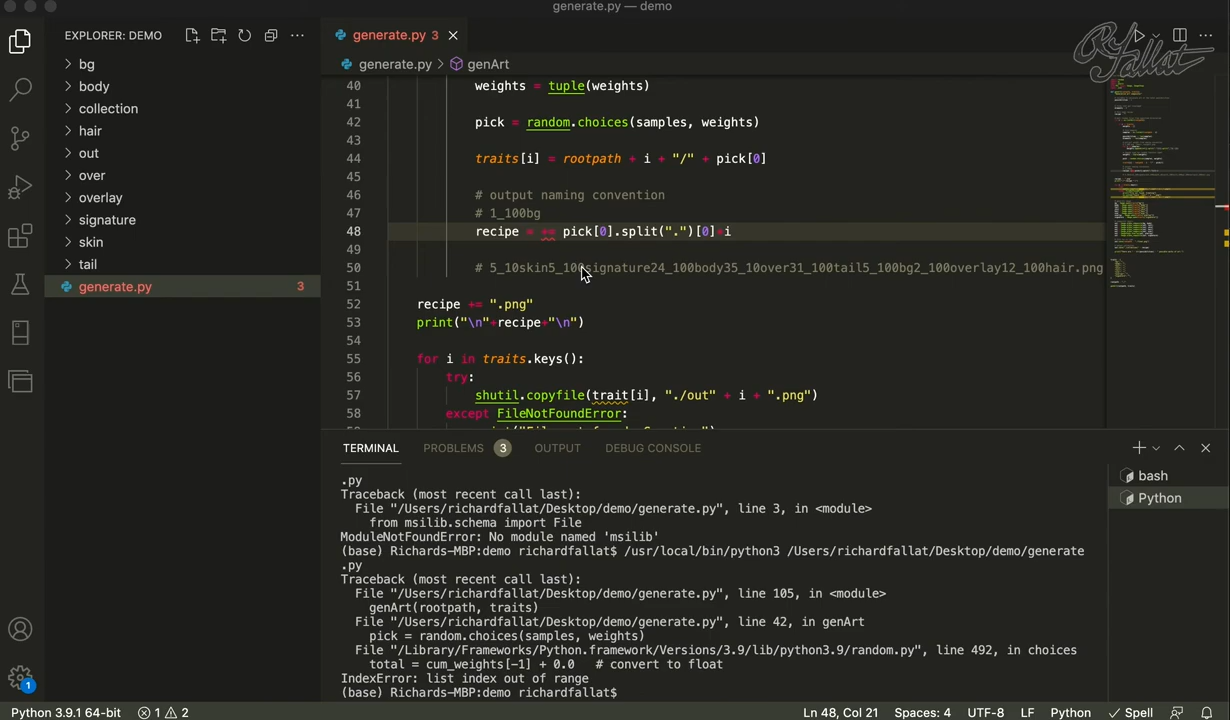 generate.py — demo
EXPLORER: DEMO
bg
body
collection
hair
out
over
overlay
signature
skin
tail
generate.py 3
generate.py 3
generate.py > genArt
RJ Fallat
40 weights = tuple(weights)
41
42 pick = random.choices(samples, weights)
43
44 traits[i] = rootpath + i + "/" + pick[0]
45
46 # output naming convention
47 # 1_100bg
48 recipe = += pick[0].split(".")[0]+i
49
50 # 5_10skin5_100signature24_100body35_10over31_100tail5_100bg2_100overlay12_100hair.png
51
52 recipe += ".png"
53 print("\n"+recipe+"\n")
54
55 for i in traits.keys():
56 try:
57 shutil.copyfile(trait[i], "./out" + i + ".png")
58 except FileNotFoundError:
TERMINAL PROBLEMS 3 OUTPUT DEBUG CONSOLE
bash
Python
.py
Traceback (most recent call last):
File "/Users/richardfallat/Desktop/demo/generate.py", line 3, in <module>
from msilib.schema import File
ModuleNotFoundError: No module named 'msilib'
(base) Richards-MBP:demo richardfallat$ /usr/local/bin/python3 /Users/richardfallat/Desktop/demo/generate
.py
Traceback (most recent call last):
File "/Users/richardfallat/Desktop/demo/generate.py", line 105, in <module>
genArt(rootpath, traits)
File "/Users/richardfallat/Desktop/demo/generate.py", line 42, in genArt
pick = random.choices(samples, weights)
File "/Library/Frameworks/Python.framework/Versions/3.9/lib/python3.9/random.py", line 492, in choices
total = cum_weights[-1] + 0.0 # convert to float
IndexError: list index out of range
(base) Richards-MBP:demo richardfallat$
1
Python 3.9.1 64-bit 1 2 Ln 48, Col 21 Spaces: 4 UTF-8 LF Python Spell